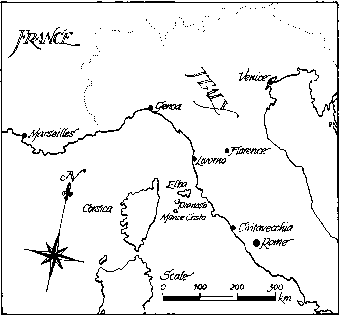 FRANCE
ITALY
Venice
Genoa
Marseilles
Florence
Livorno
N
Elba
Pianosa
Corsica
Monte Cristo
Civitavecchia
Rome
Scale
0 100 200 300
km